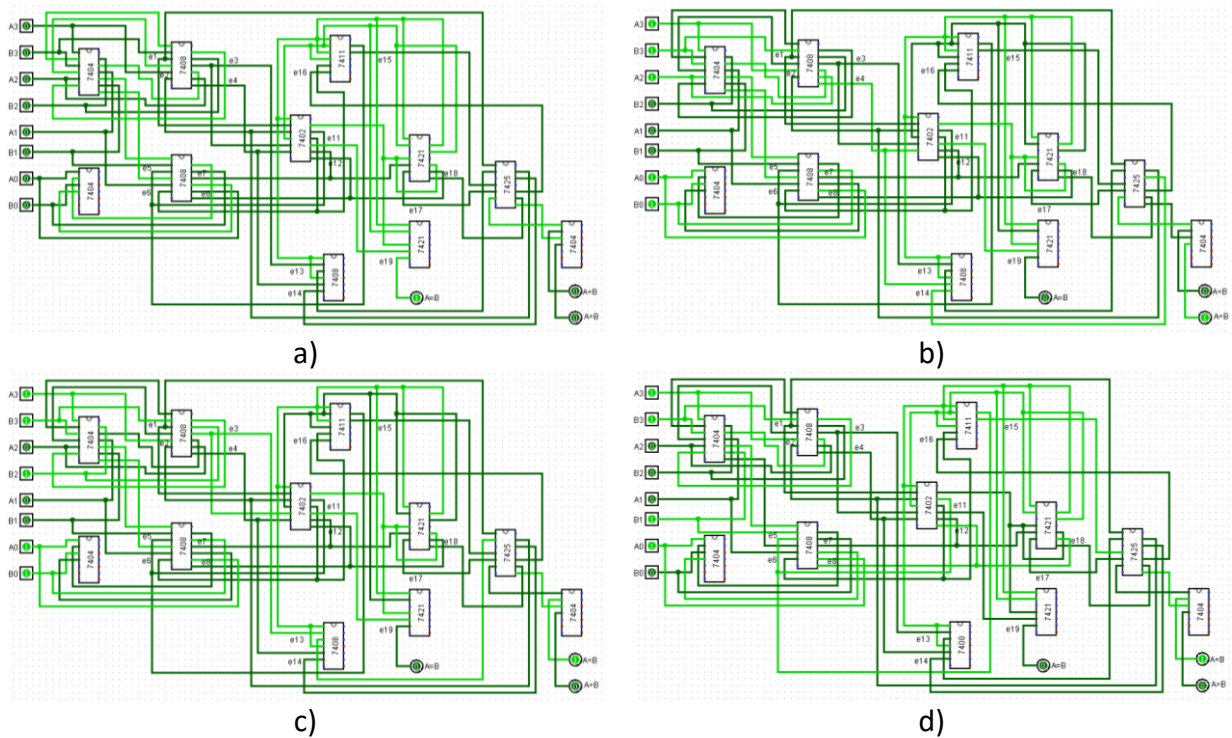 A3
B3
A2
B2
A1
B1
A0
B0
7404
7404
e1
e2
7408
e3
e4
e5
e6
7408
e7
e8
7402
e11
e12
e16
7411
e15
7421
e18
e17
7425
7421
e19
e13
e14
7408
7404
A=B
A<B
A>B
a)
A3
B3
A2
B2
A1
B1
A0
B0
7404
7404
e1
e2
7408
e3
e4
e5
e6
7408
e7
e8
7402
e11
e12
e16
7411
e15
7421
e18
e17
7425
7421
e19
e13
e14
7408
7404
A=B
A<B
A>B
b)
A3
B3
A2
B2
A1
B1
A0
B0
7404
7404
e1
e2
7408
e3
e4
e5
e6
7408
e7
e8
7402
e11
e12
e16
7411
e15
7421
e18
e17
7425
7421
e19
e13
e14
7408
7404
A=B
A<B
A>B
c)
A3
B3
A2
B2
A1
B1
A0
B0
7404
7404
e1
e2
7408
e3
e4
e5
e6
7408
e7
e8
7402
e11
e12
e16
7411
e15
7421
e18
e17
7425
7421
e19
e13
e14
7408
7404
A=B
A<B
A>B
d)